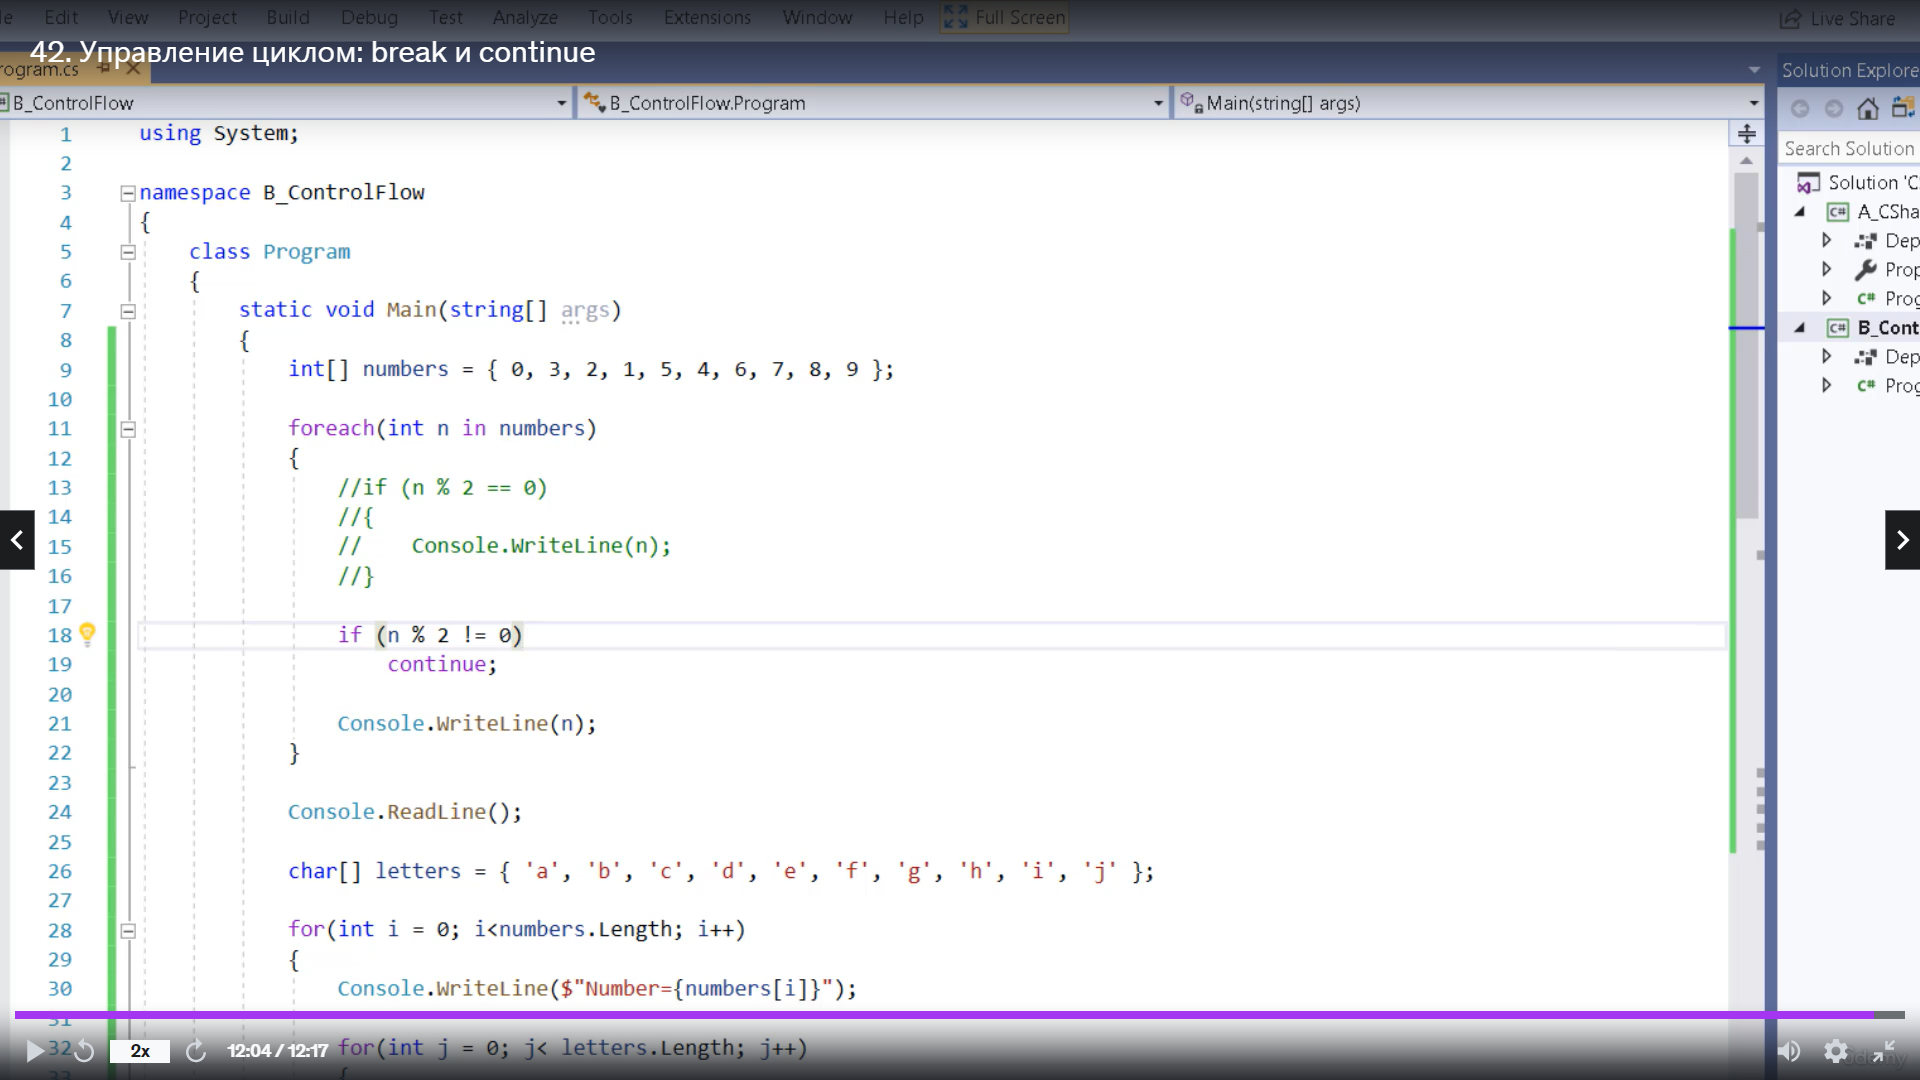 Edit View Project Build Debug Test Analyze Tools Extensions Window Help Full Screen Live Share
42. Управление циклом: break и continue
rogram.cs
Solution Explore
B_ControlFlow B_ControlFlow.Program Main(string[] args)
Search Solution
Solution 'C
A_CSha
Dep
Prop
Prog
B_Cont
Dep
Prog
1 using System;
2
3 namespace B_ControlFlow
4 {
5 class Program
6 {
7 static void Main(string[] args)
8 {
9 int[] numbers = { 0, 3, 2, 1, 5, 4, 6, 7, 8, 9 };
10
11 foreach(int n in numbers)
12 {
13 //if (n % 2 == 0)
14 //{
15 // Console.WriteLine(n);
16 //}
17
18 if (n % 2 != 0)
19 continue;
20
21 Console.WriteLine(n);
22 }
23
24 Console.ReadLine();
25
26 char[] letters = { 'a', 'b', 'c', 'd', 'e', 'f', 'g', 'h', 'i', 'j' };
27
28 for(int i = 0; i<numbers.Length; i++)
29 {
30 Console.WriteLine($"Number={numbers[i]}");
31
32 for(int j = 0; j< letters.Length; j++)
33 {
2x 12:04 / 12:17